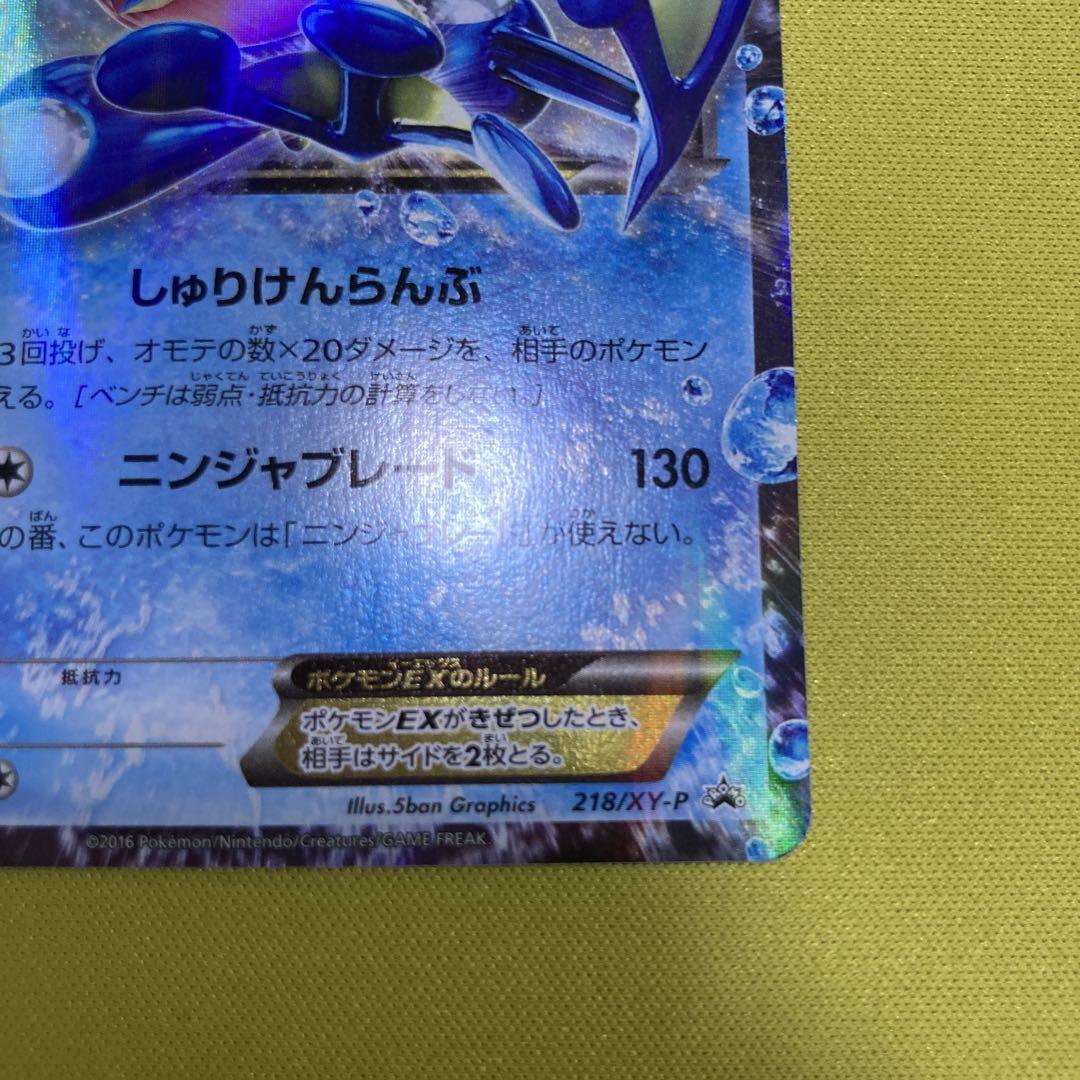 しゅりけんらんぶ
3回投げ、オモテの数×20ダメージを、相手のポケモン
える。[ベンチは弱点・抵抗力の計算をしない。]
ニンジャブレード 130
の番、このポケモンは「ニンジャブレード」が使えない。
抵抗力
ポケモンEXのルール
ポケモンEXがきぜつしたとき、
相手はサイドを2枚とる。
Illus.5ban Graphics 218/XY-P
©2016 Pokémon/Nintendo/Creatures/GAME FREAK.